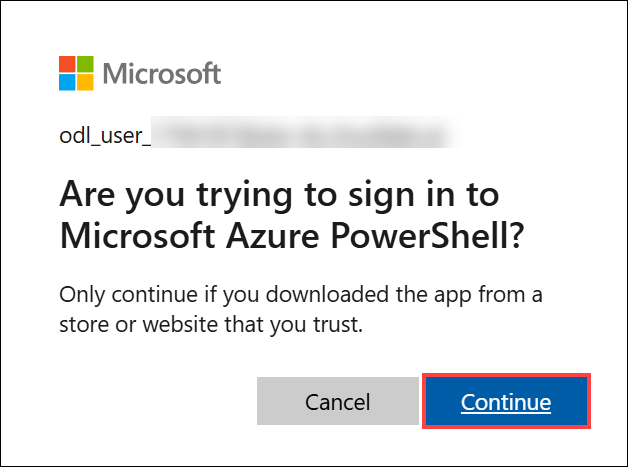 Microsoft
odl_user_
Are you trying to sign in to
Microsoft Azure PowerShell?
Only continue if you downloaded the app from a
store or website that you trust.
Cancel
Continue